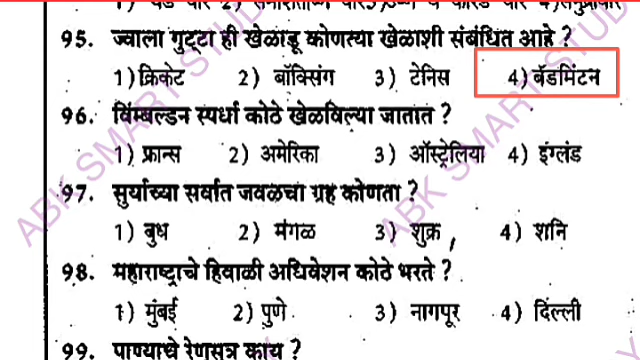 95. ज्वाला गुट्टा ही खेळाडू कोणत्या खेळाशी संबंधित आहे ?
1) क्रिकेट 2) बॉक्सिंग 3) टेनिस 4) बॅडमिंटन
96. विंम्बल्डन स्पर्धा कोठे खेळविल्या जातात ?
1) फ्रान्स 2) अमेरिका 3) ऑस्ट्रेलिया 4) इंग्लंड
97. सुर्याच्या सर्वात जवळचा ग्रह कोणता ?
1) बुध 2) मंगळ 3) शुक्र , 4) शनि
98. महाराष्ट्राचे हिवाळी अधिवेशन कोठे भरते ?
1) मुंबई 2) पुणे 3) नागपूर 4) दिल्ली
99. पाण्याचे रेणुसूत्र काय ?